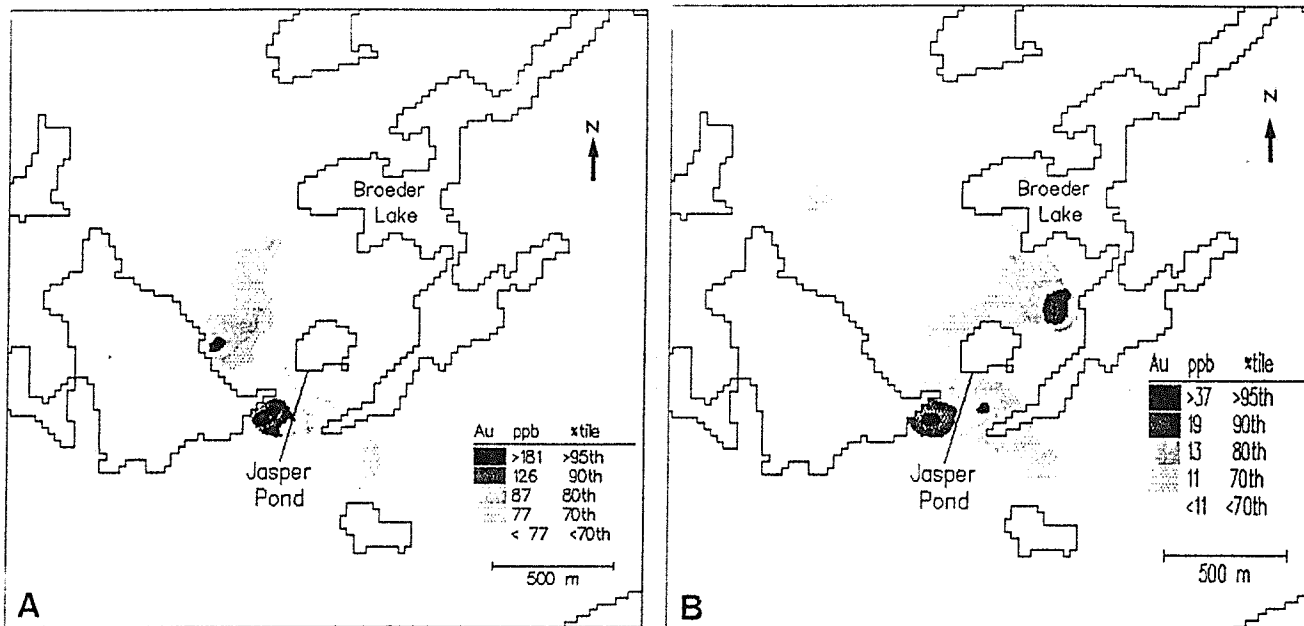 N
Broeder
Lake
Jasper
Pond
Au ppb %tile
>181 >95th
126 90th
87 80th
77 70th
< 77 <70th
500 m
A
N
Broeder
Lake
Jasper
Pond
Au ppb %tile
>37 >95th
19 90th
13 80th
11 70th
<11 <70th
500 m
B